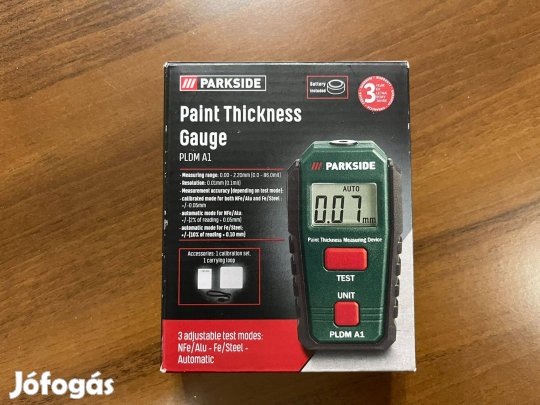 /// PARKSIDE
Battery
included
3
Paint Thickness
Gauge
PLDM A1
· Measuring range: 0.00 - 2.20mm (0.0 - 86.0mil)
· Resolution: 0.01mm (0.1mil)
· Measurement accuracy (depending on test mode):
· calibrated mode for both NFe/Alu and Fe/Steel:
+/-0.05mm
· automatic mode for NFe/Alu:
+/-(2% of reading + 0.05mm)
· automatic mode for Fe/Steel:
+/-(10% of reading + 0.10 mm)
Accessories: 1 calibration set,
1 carrying loop
3 adjustable test modes:
NFe/Alu - Fe/Steel -
Automatic
/// PARKSIDE
AUTO
0.07 mm
Paint Thickness Measuring Device
TEST
UNIT
PLDM A1
Jófogás